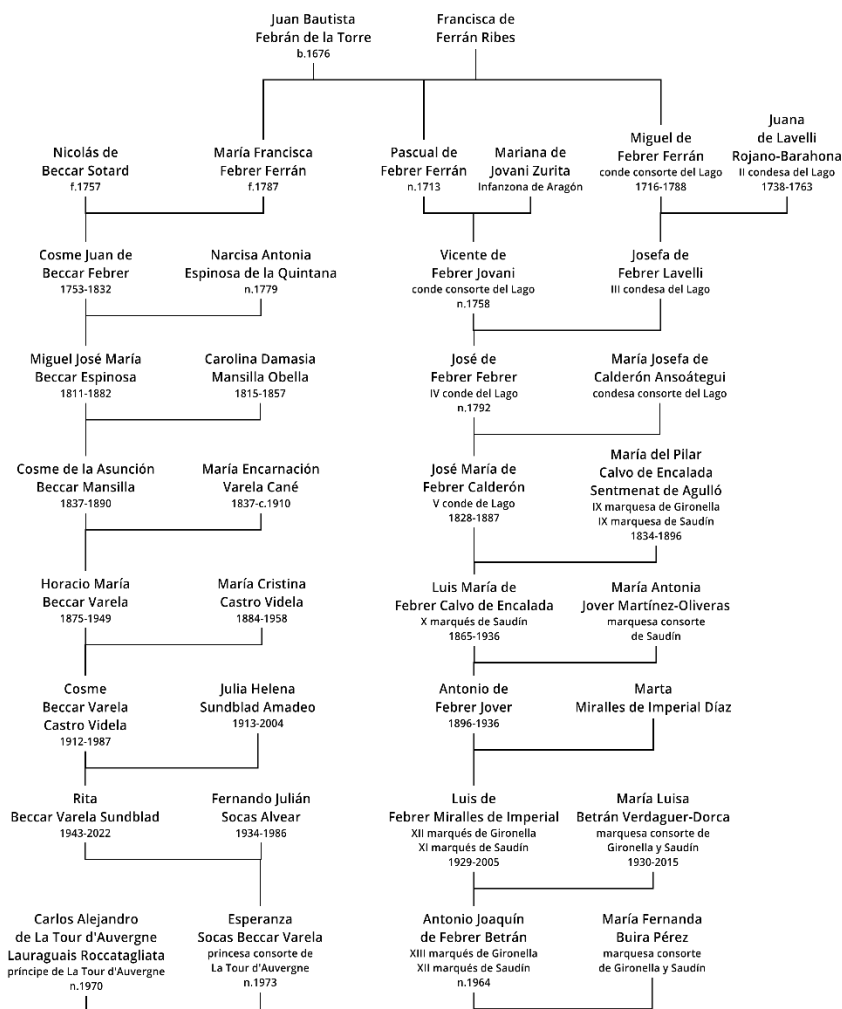 Juan Bautista
Febrán de la Torre
b.1676
Francisca de
Ferrán Ribes
Nicolás de
Beccar Sotard
f.1757
María Francisca
Febrer Ferrán
f.1787
Pascual de
Febrer Ferrán
n.1713
Mariana de
Jovani Zurita
Infanzona de Aragón
Miguel de
Febrer Ferrán
conde consorte del Lago
1716-1788
Juana
de Lavelli
Rojano-Barahona
II condesa del Lago
1738-1763
Cosme Juan de
Beccar Febrer
1753-1832
Narcisa Antonia
Espinosa de la Quintana
n.1779
Vicente de
Febrer Jovani
conde consorte del Lago
n.1758
Josefa de
Febrer Lavelli
III condesa del Lago
Miguel José María
Beccar Espinosa
1811-1882
Carolina Damasia
Mansilla Obella
1815-1857
José de
Febrer Febrer
IV conde del Lago
n.1792
María Josefa de
Calderón Ansoátegui
condesa consorte del Lago
Cosme de la Asunción
Beccar Mansilla
1837-1890
María Encarnación
Varela Cané
1837-c.1910
José María de
Febrer Calderón
V conde de Lago
1828-1887
María del Pilar
Calvo de Encalada
Sentmenat de Agulló
IX marquesa de Gironella
IX marquesa de Saudín
1834-1896
Horacio María
Beccar Varela
1875-1949
María Cristina
Castro Videla
1884-1958
Luis María de
Febrer Calvo de Encalada
X marqués de Saudín
1865-1936
María Antonia
Jover Martínez-Oliveras
marquesa consorte
de Saudín
Cosme
Beccar Varela
Castro Videla
1912-1987
Julia Helena
Sundblad Amadeo
1913-2004
Antonio de
Febrer Jover
1896-1936
Marta
Miralles de Imperial Díaz
Rita
Beccar Varela Sundblad
1943-2022
Fernando Julián
Socas Alvear
1934-1986
Luis de
Febrer Miralles de Imperial
XII marqués de Gironella
XI marqués de Saudín
1929-2005
María Luisa
Betrán Verdaguer-Dorca
marquesa consorte de
Gironella y Saudín
1930-2015
Carlos Alejandro
de La Tour d'Auvergne
Lauraguais Roccatagliata
príncipe de La Tour d'Auvergne
n.1970
Esperanza
Socas Beccar Varela
princesa consorte de
La Tour d'Auvergne
n.1973
Antonio Joaquín
de Febrer Betrán
XIII marqués de Gironella
XII marqués de Saudín
n.1964
María Fernanda
Buira Pérez
marquesa consorte
de Gironella y Saudín